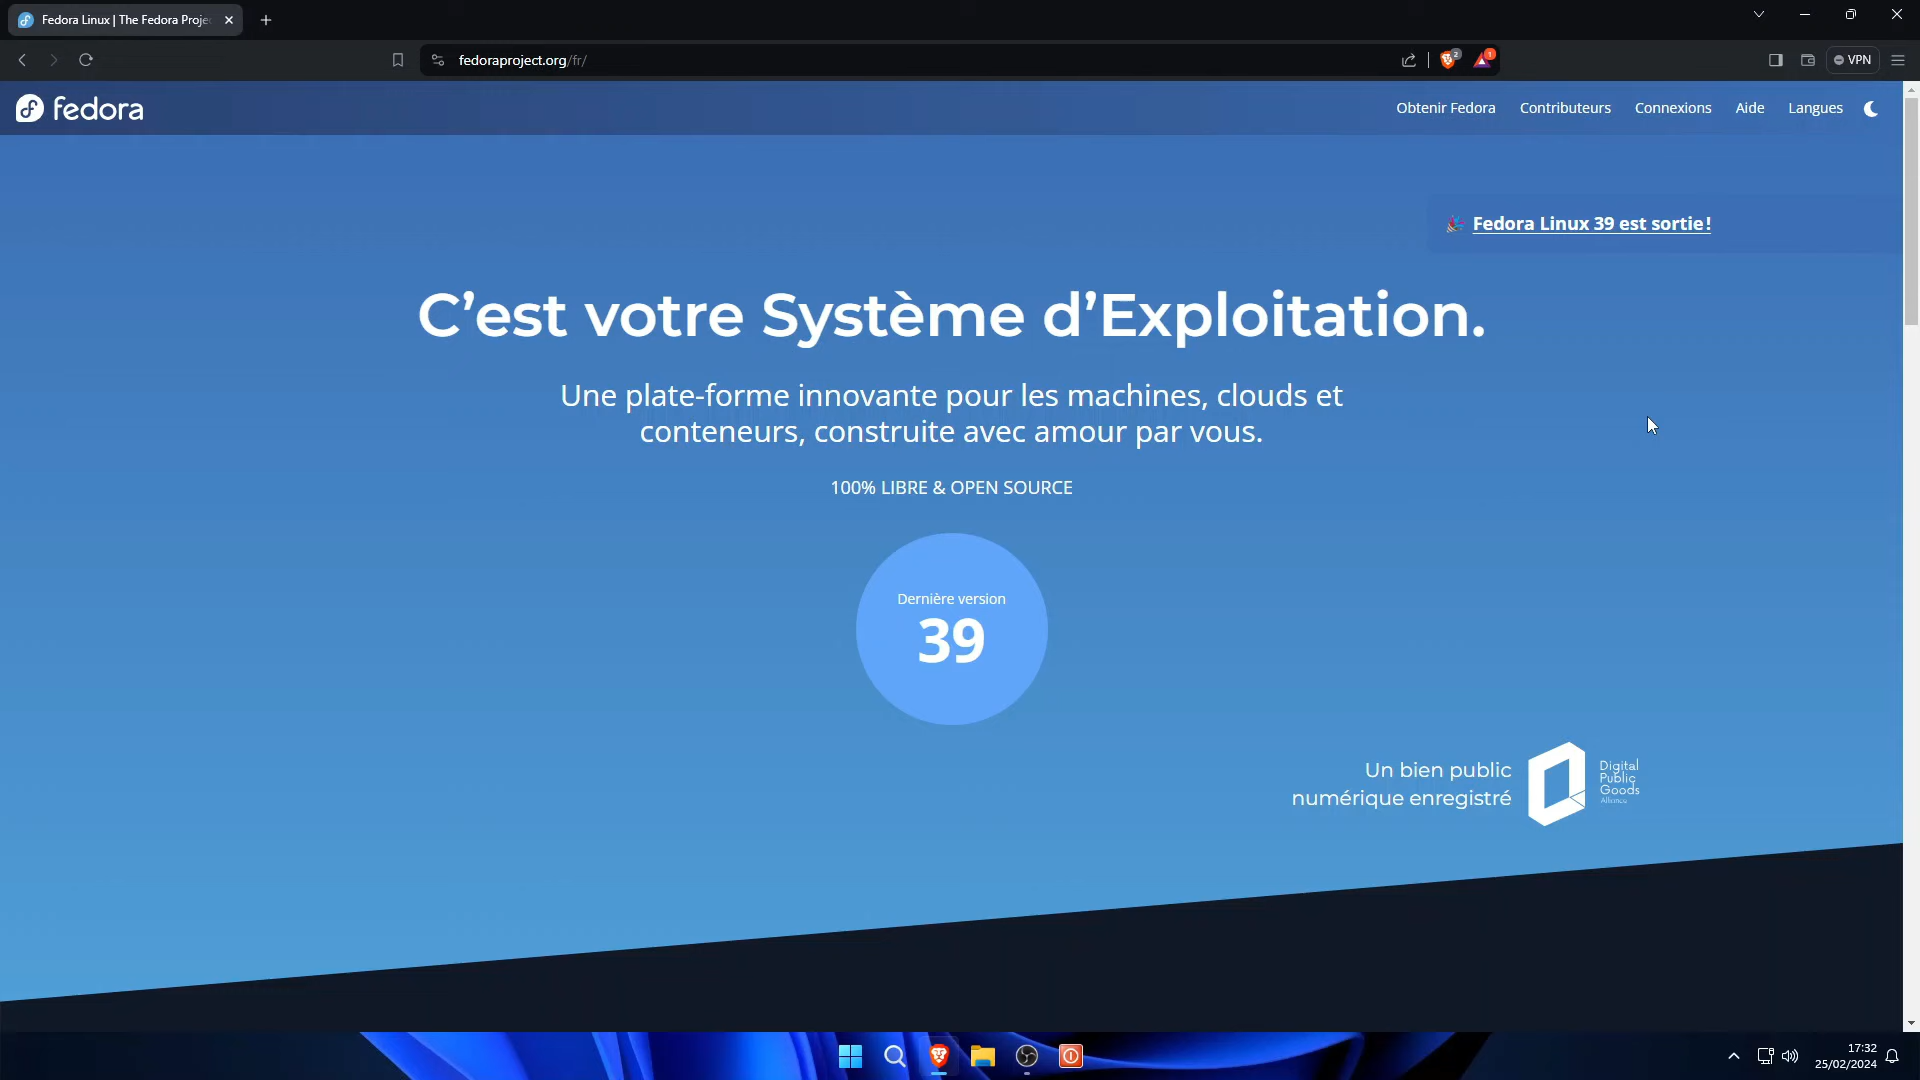 Fedora Linux | The Fedora Proje
fedoraproject.org/fr/
2
1
VPN
fedora
Obtenir Fedora
Contributeurs
Connexions
Aide
Langues
Fedora Linux 39 est sortie!
C’est votre Système d’Exploitation.
Une plate-forme innovante pour les machines, clouds et
conteneurs, construite avec amour par vous.
100% LIBRE & OPEN SOURCE
Dernière version
39
Un bien public
numérique enregistré
Digital
Public
Goods
Alliance
17:32
25/02/2024